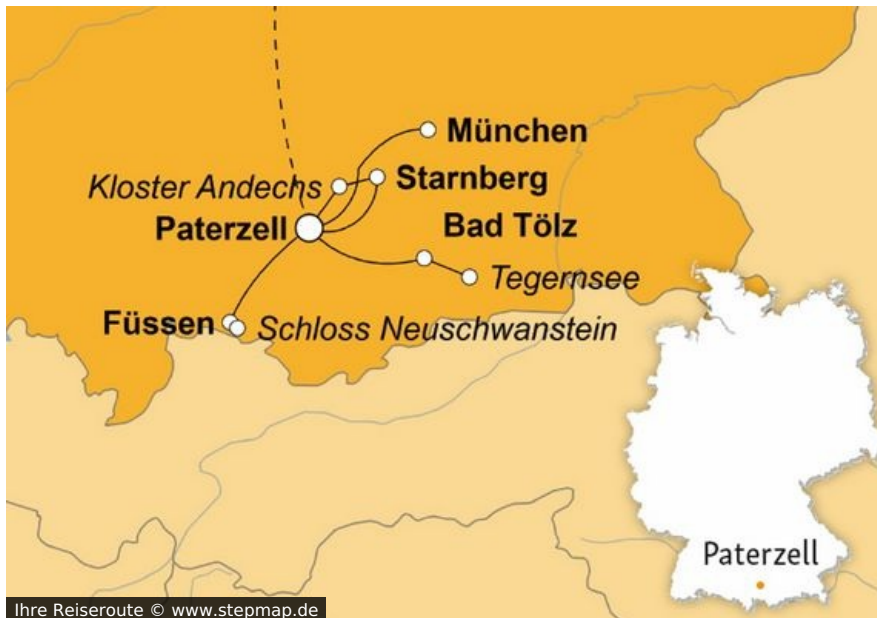 München
Kloster Andechs
Starnberg
Paterzell
Bad Tölz
Tegernsee
Füssen
Schloss Neuschwanstein
Paterzell
Ihre Reiseroute © www.stepmap.de